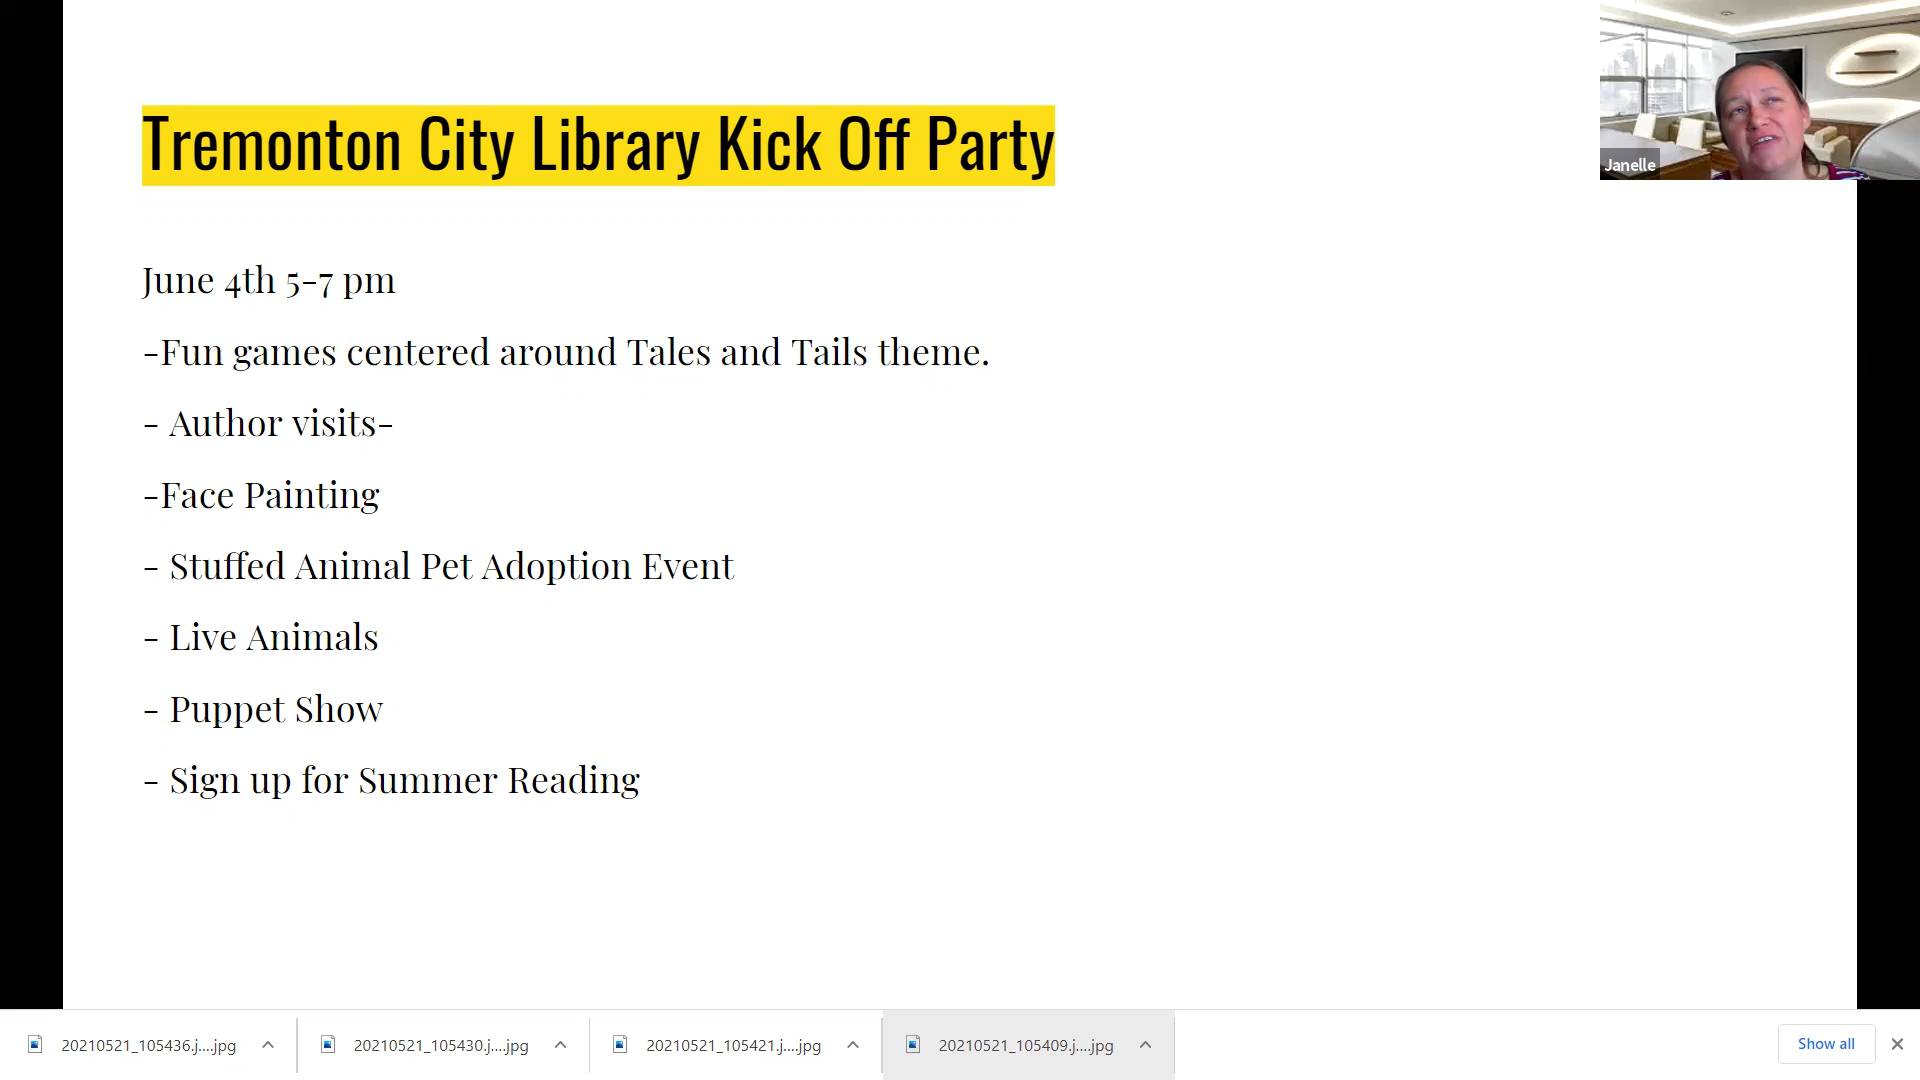 Tremonton City Library Kick Off Party
Janelle
June 4th 5-7 pm
-Fun games centered around Tales and Tails theme.
- Author visits-
-Face Painting
- Stuffed Animal Pet Adoption Event
- Live Animals
- Puppet Show
- Sign up for Summer Reading
20210521_105436.j....jpg
20210521_105430.j....jpg
20210521_105421.j....jpg
20210521_105409.j....jpg
Show all